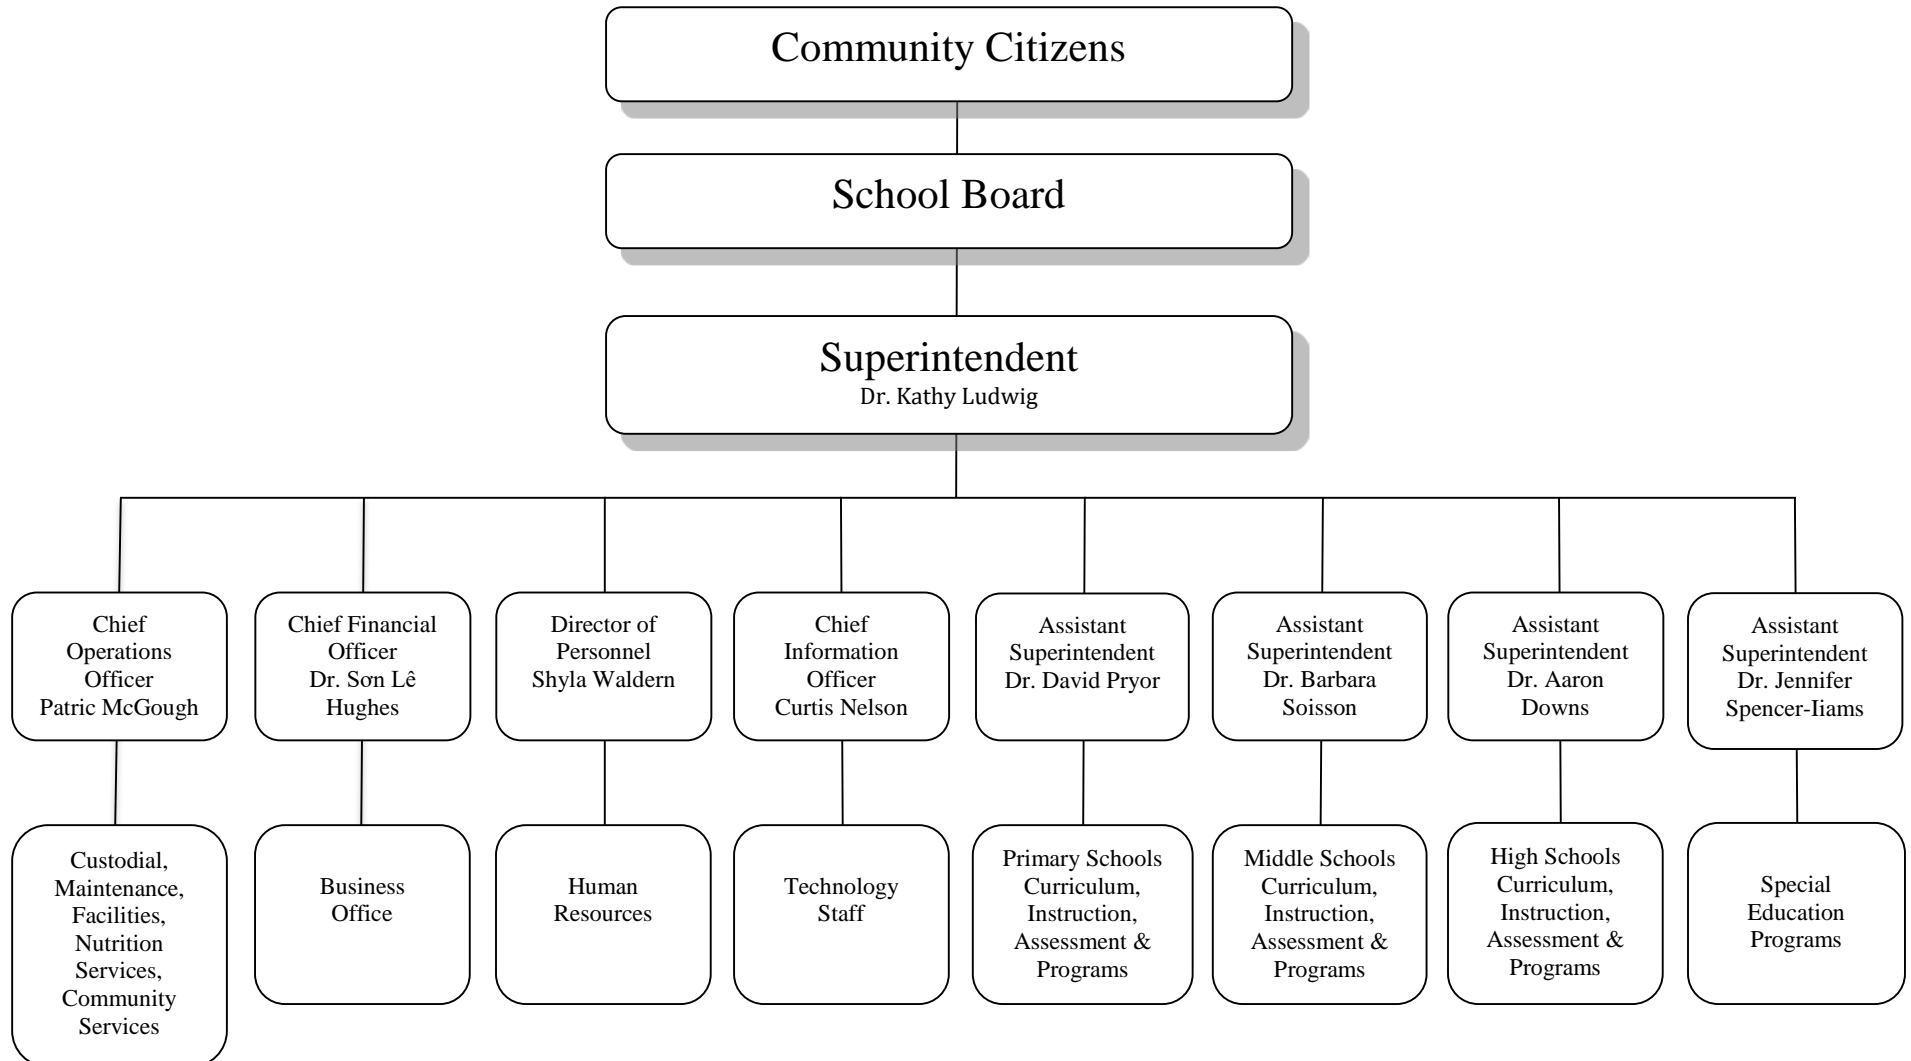 Community Citizens
School Board
Superintendent
Dr. Kathy Ludwig
Chief
Operations
Officer
Patric McGough
Chief Financial
Officer
Dr. Sơn Lê
Hughes
Director of
Personnel
Shyla Waldern
Chief
Information
Officer
Curtis Nelson
Assistant
Superintendent
Dr. David Pryor
Assistant
Superintendent
Dr. Barbara
Soisson
Assistant
Superintendent
Dr. Aaron
Downs
Assistant
Superintendent
Dr. Jennifer
Spencer-Iiams
Custodial,
Maintenance,
Facilities,
Nutrition
Services,
Community
Services
Business
Office
Human
Resources
Technology
Staff
Primary Schools
Curriculum,
Instruction,
Assessment &
Programs
Middle Schools
Curriculum,
Instruction,
Assessment &
Programs
High Schools
Curriculum,
Instruction,
Assessment &
Programs
Special
Education
Programs